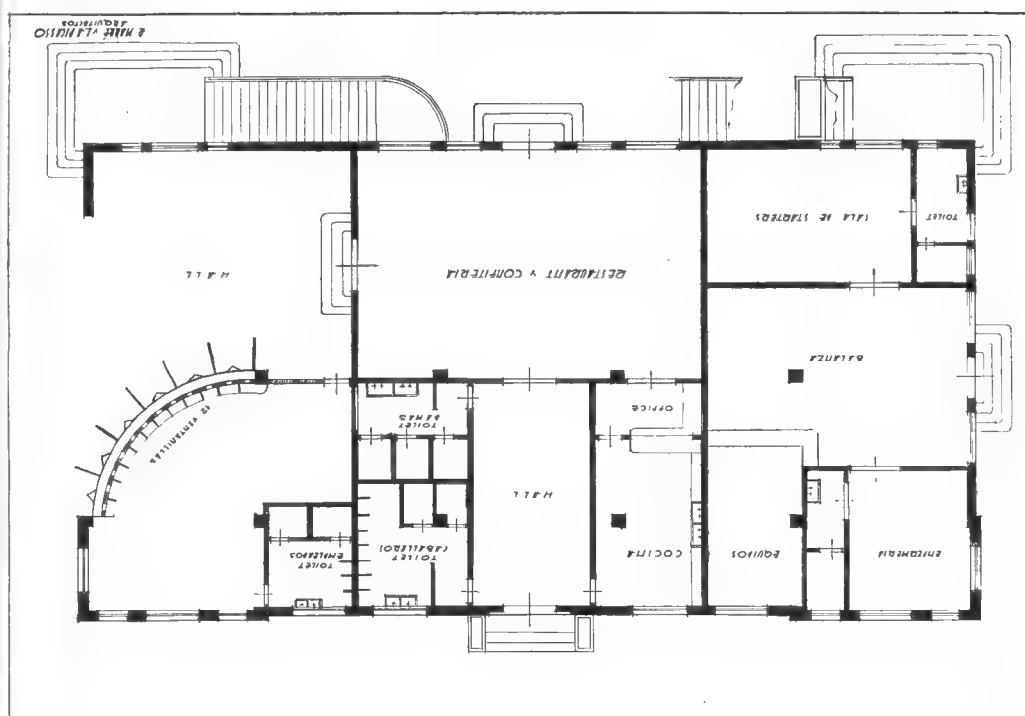 ENFERMERIA
EQUIPOS
COCINA
HALL
TOILET
CABALLEROS
TOILET
EMPLEADOS
OFFICE
TOILET
DAMAS
12 VENTANILLAS
BALANZA
RESTAURANT Y CONFITERIA
HALL
TOILET
SALA DE STARTERS
ARQUITECTOS